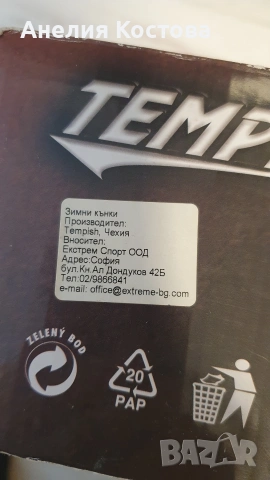 Анелия Костова
TEMP
Зимни кънки
Производител:
Tempish, Чехия
Вносител:
Екстрем Спорт ООД
Адрес:София
бул.Кн.Ал Дондуков 42Б
Тел:02/9866841
e-mail: office@extreme-bg.com
ZELENÝ BOD
20
PAP
BAZAR